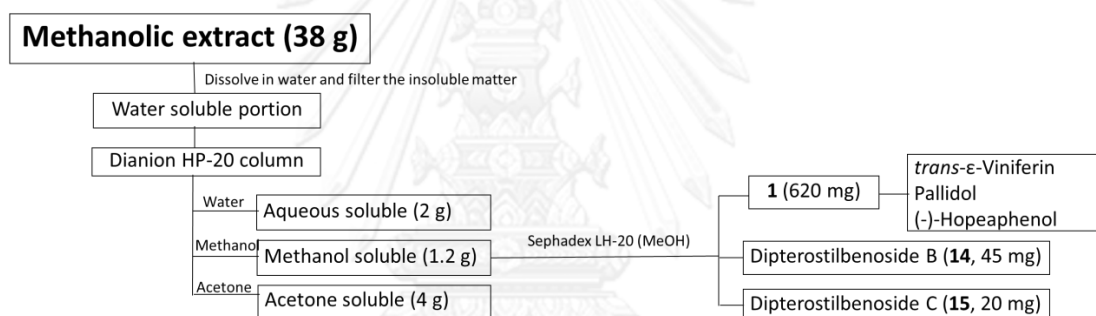 Methanolic extract (38 g)
Dissolve in water and filter the insoluble matter
Water soluble portion
Dianion HP-20 column
Water
Aqueous soluble (2 g)
Methanol
Methanol soluble (1.2 g)
Acetone
Acetone soluble (4 g)
Sephadex LH-20 (MeOH)
1 (620 mg)
trans-ε-Viniferin
Pallidol
(-)-Hopeaphenol
Dipterostilbenoside B (14, 45 mg)
Dipterostilbenoside C (15, 20 mg)